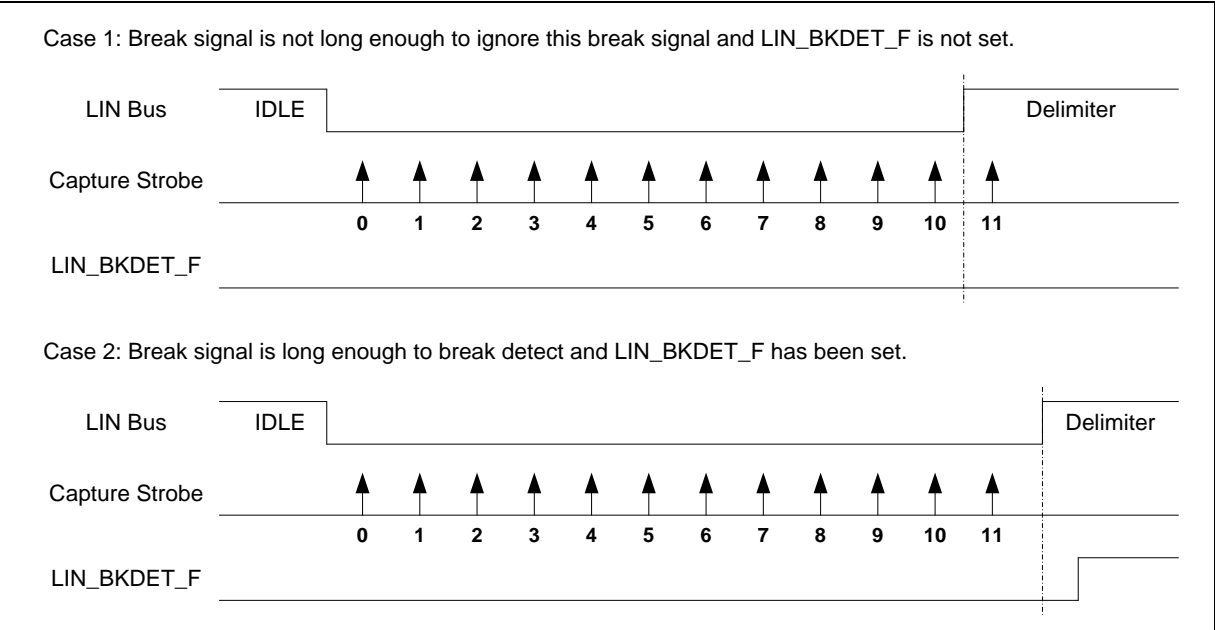 Case 1: Break signal is not long enough to ignore this break signal and LIN_BKDET_F is not set.
LIN Bus IDLE Delimiter
Capture Strobe
0 1 2 3 4 5 6 7 8 9 10 11
LIN_BKDET_F
Case 2: Break signal is long enough to break detect and LIN_BKDET_F has been set.
LIN Bus IDLE Delimiter
Capture Strobe
0 1 2 3 4 5 6 7 8 9 10 11
LIN_BKDET_F